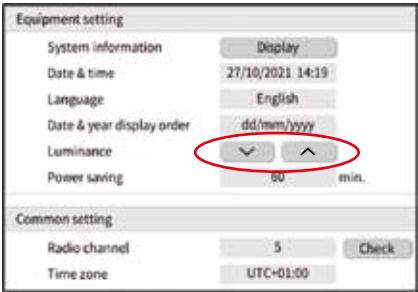 Equipment setting
System information Display
Date & time 27/10/2021 14:19
Language English
Date & year display order dd/mm/yyyy
Luminance
Power saving 60 min.
Common setting
Radio channel 5 Check
Time zone UTC+01:00